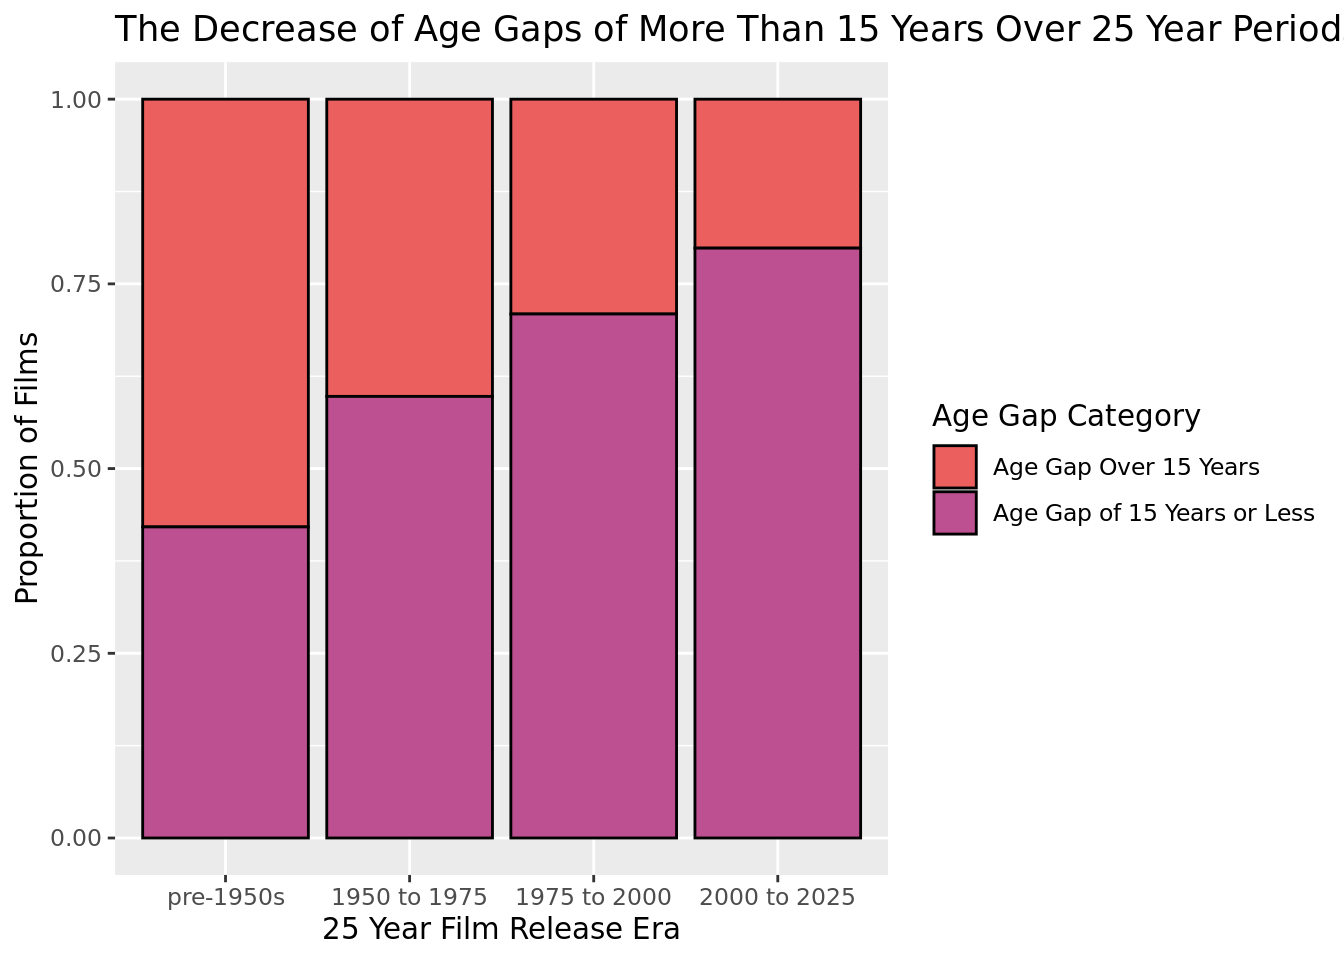 The Decrease of Age Gaps of More Than 15 Years Over 25 Year Period
1.00
0.75
0.50
0.25
0.00
Proportion of Films
pre-1950s
1950 to 1975
1975 to 2000
2000 to 2025
25 Year Film Release Era
Age Gap Category
Age Gap Over 15 Years
Age Gap of 15 Years or Less